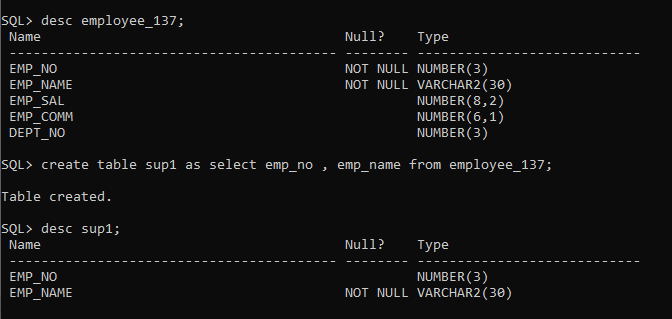 SQL> desc employee_137;
 Name                                      Null?    Type
 ----------------------------------------- -------- ----------------------------
 EMP_NO                                    NOT NULL NUMBER(3)
 EMP_NAME                                  NOT NULL VARCHAR2(30)
 EMP_SAL                                            NUMBER(8,2)
 EMP_COMM                                           NUMBER(6,1)
 DEPT_NO                                            NUMBER(3)
SQL> create table sup1 as select emp_no , emp_name from employee_137;
Table created.
SQL> desc sup1;
 Name                                      Null?    Type
 ----------------------------------------- -------- ----------------------------
 EMP_NO                                             NUMBER(3)
 EMP_NAME                                  NOT NULL VARCHAR2(30)